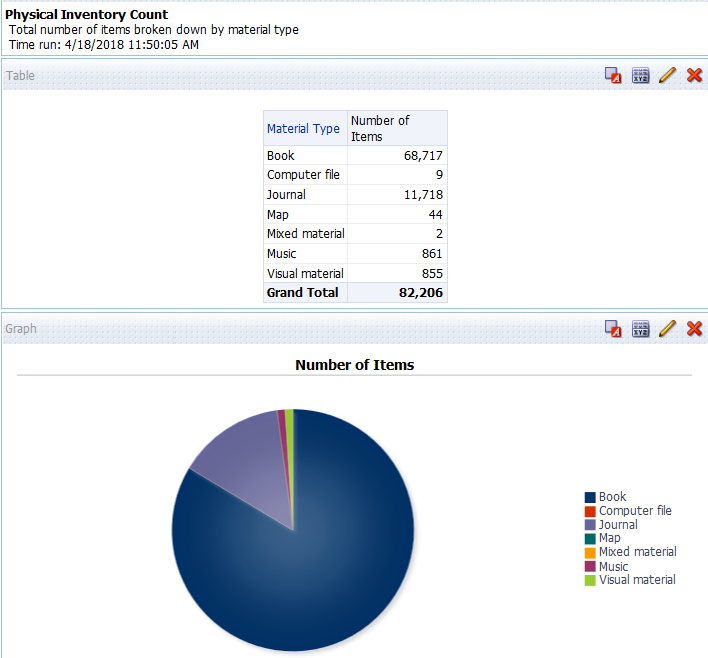 Physical Inventory Count
Total number of items broken down by material type
Time run: 4/18/2018 11:50:05 AM
Table
Material Type Number of
Items
Book 68,717
Computer file 9
Journal 11,718
Map 44
Mixed material 2
Music 861
Visual material 855
Grand Total 82,206
Graph
Number of Items
Book
Computer file
Journal
Map
Mixed material
Music
Visual material